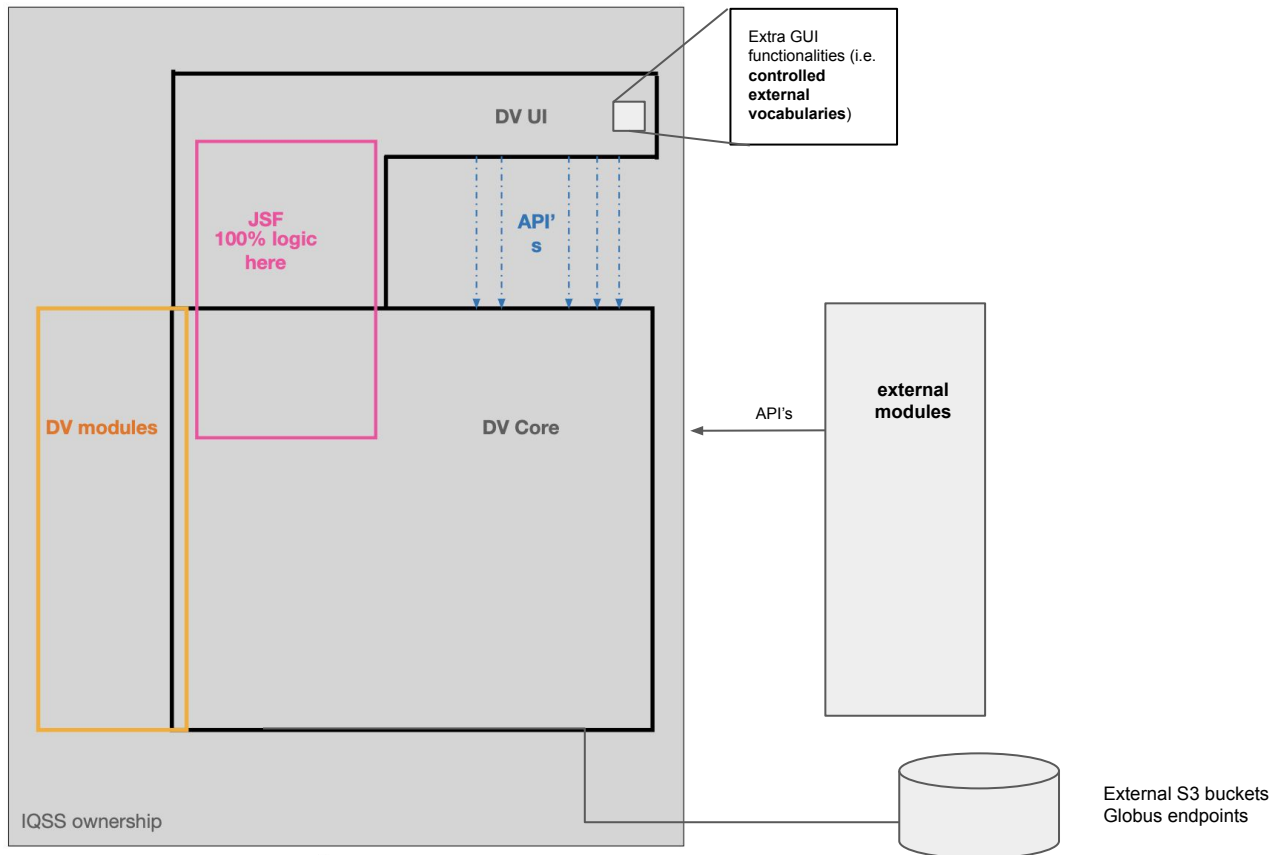 Extra GUI
functionalities (i.e.
controlled
external
vocabularies)
DV UI
JSF
100% logic
here
API'
s
DV modules
DV Core
API's
external
modules
External S3 buckets
Globus endpoints
IQSS ownership